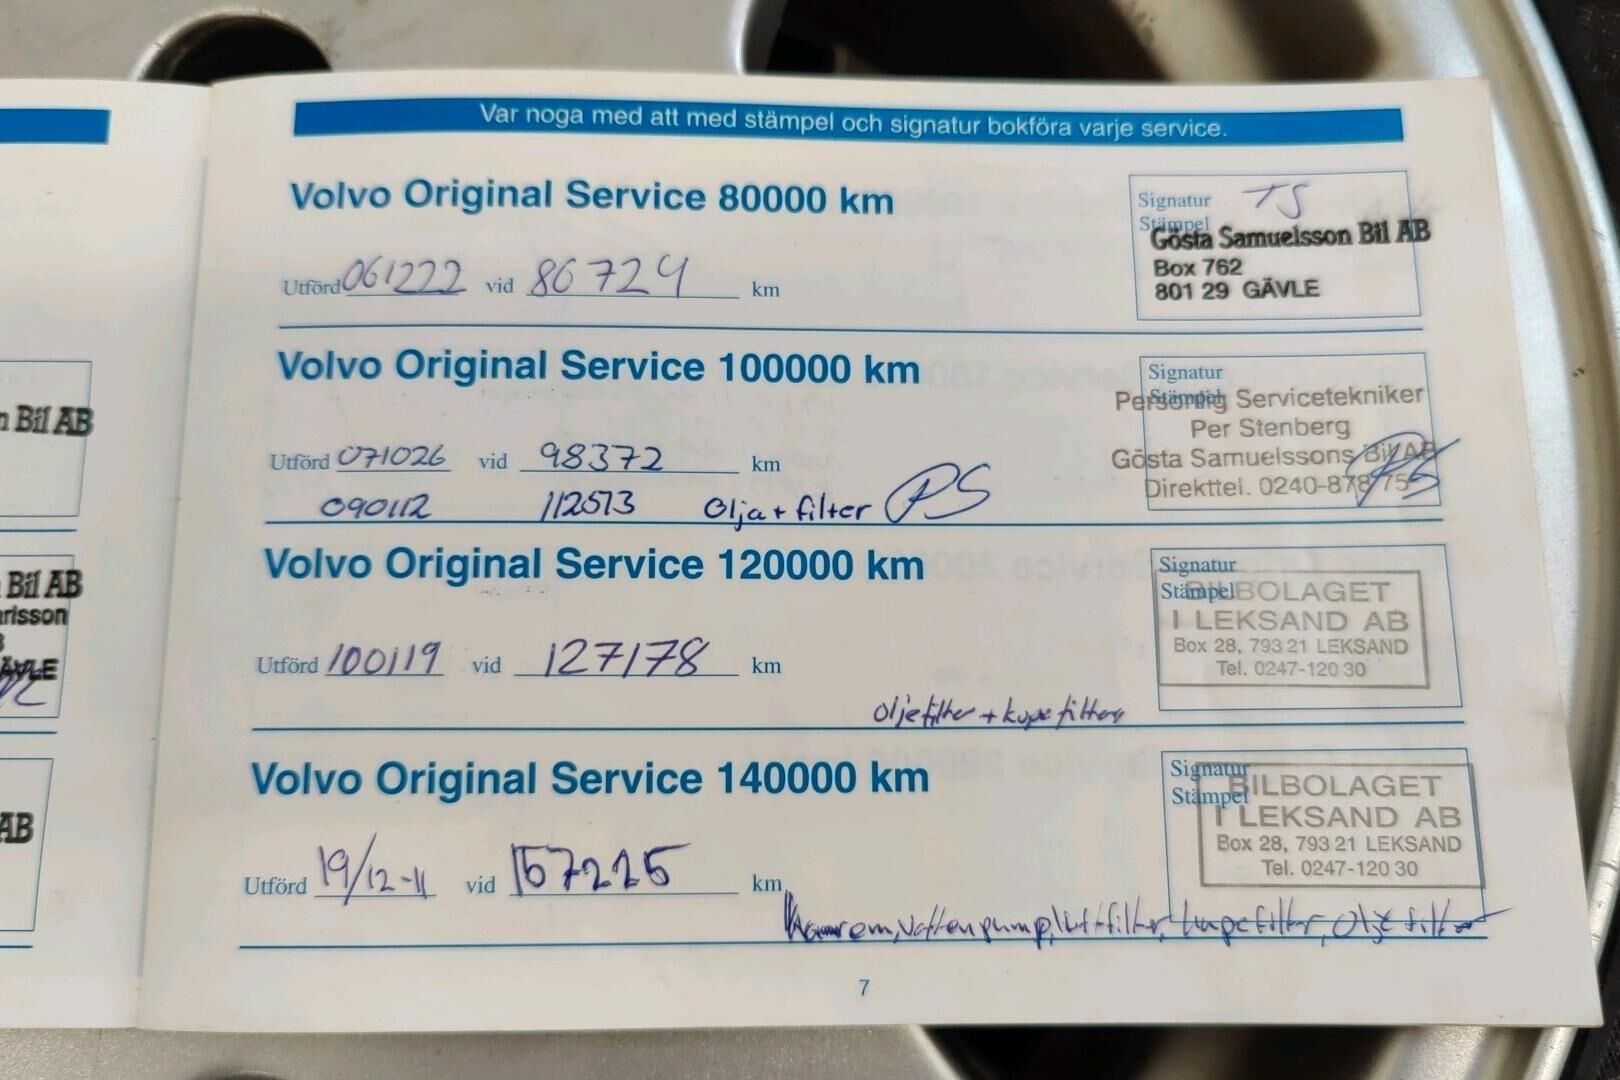 Var noga med att med stämpel och signatur bokföra varje service.
Volvo Original Service 80000 km
Utförd 061222 vid 86724 km
Signatur TS
Stämpel
Gösta Samuelsson Bil AB
Box 762
801 29 GÄVLE
Volvo Original Service 100000 km
Utförd 071026 vid 98372 km
090112 112513 Olja + filter PS
Signatur
Stämpel
Personlig Servicetekniker
Per Stenberg
Gösta Samuelssons Bil AB
Direkttel. 0240-878 75 PS
Volvo Original Service 120000 km
Utförd 100119 vid 127178 km
Oljefilter + kupefilter
Signatur
Stämpel
BILBOLAGET
I LEKSAND AB
Box 28, 793 21 LEKSAND
Tel. 0247-120 30
Volvo Original Service 140000 km
Utförd 19/12-11 vid 157225 km
Kamrem, vattenpump, luftfilter, kupefilter, Oljefilter
Signatur
Stämpel
BILBOLAGET
I LEKSAND AB
Box 28, 793 21 LEKSAND
Tel. 0247-120 30
7
n Bil AB
Bil AB
arlsson
ÄVLE
AB